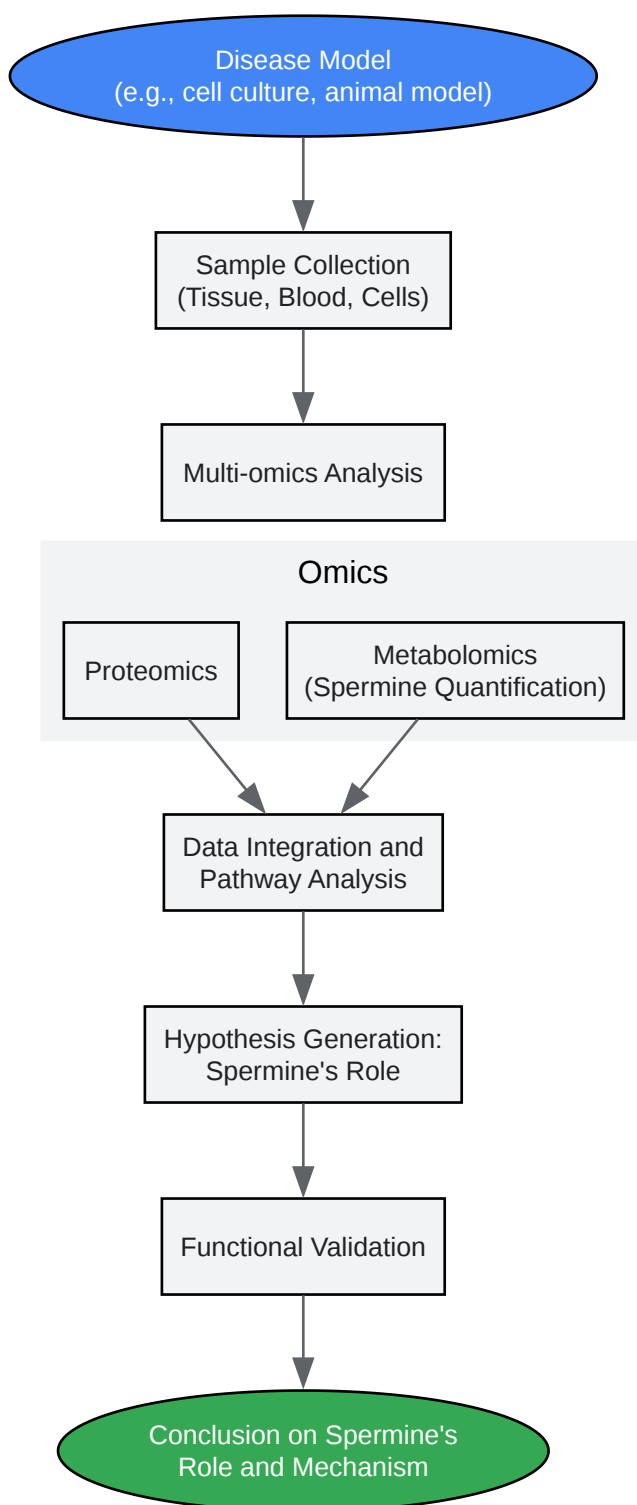 Disease Model
(e.g., cell culture, animal model)
Sample Collection
(Tissue, Blood, Cells)
Multi-omics Analysis
Omics
Proteomics
Metabolomics
(Spermine Quantification)
Data Integration and
Pathway Analysis
Hypothesis Generation:
Spermine's Role
Functional Validation
Conclusion on Spermine's
Role and Mechanism